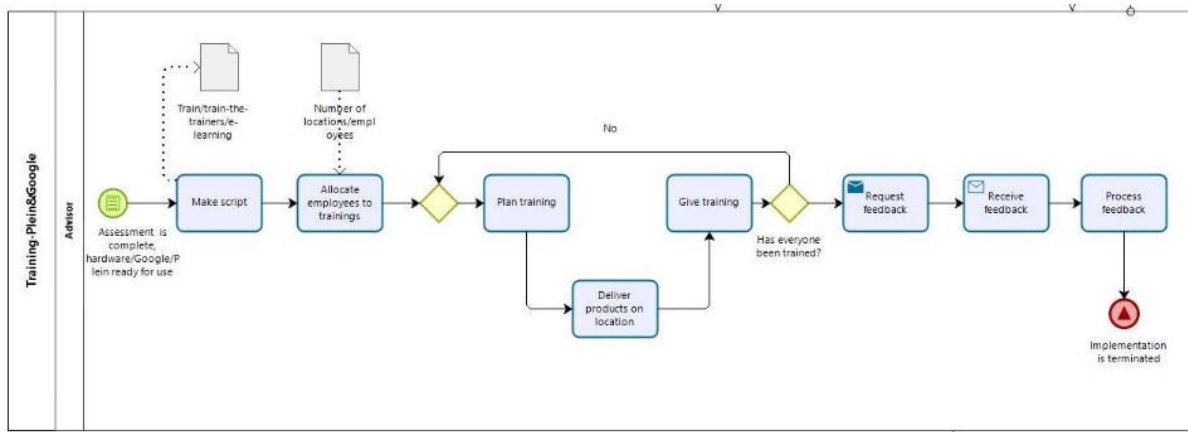 Training-Plein&Google
Advisor
Train/train-the-
trainers/e-
learning
Number of
locations/empl
oyees
No
Assessment is
complete,
hardware/Google/P
lein ready for use
Make script
Allocate
employees to
trainings
Plan training
Deliver
products on
location
Give training
Has everyone
been trained?
Request
feedback
Receive
feedback
Process
feedback
Implementation
is terminated